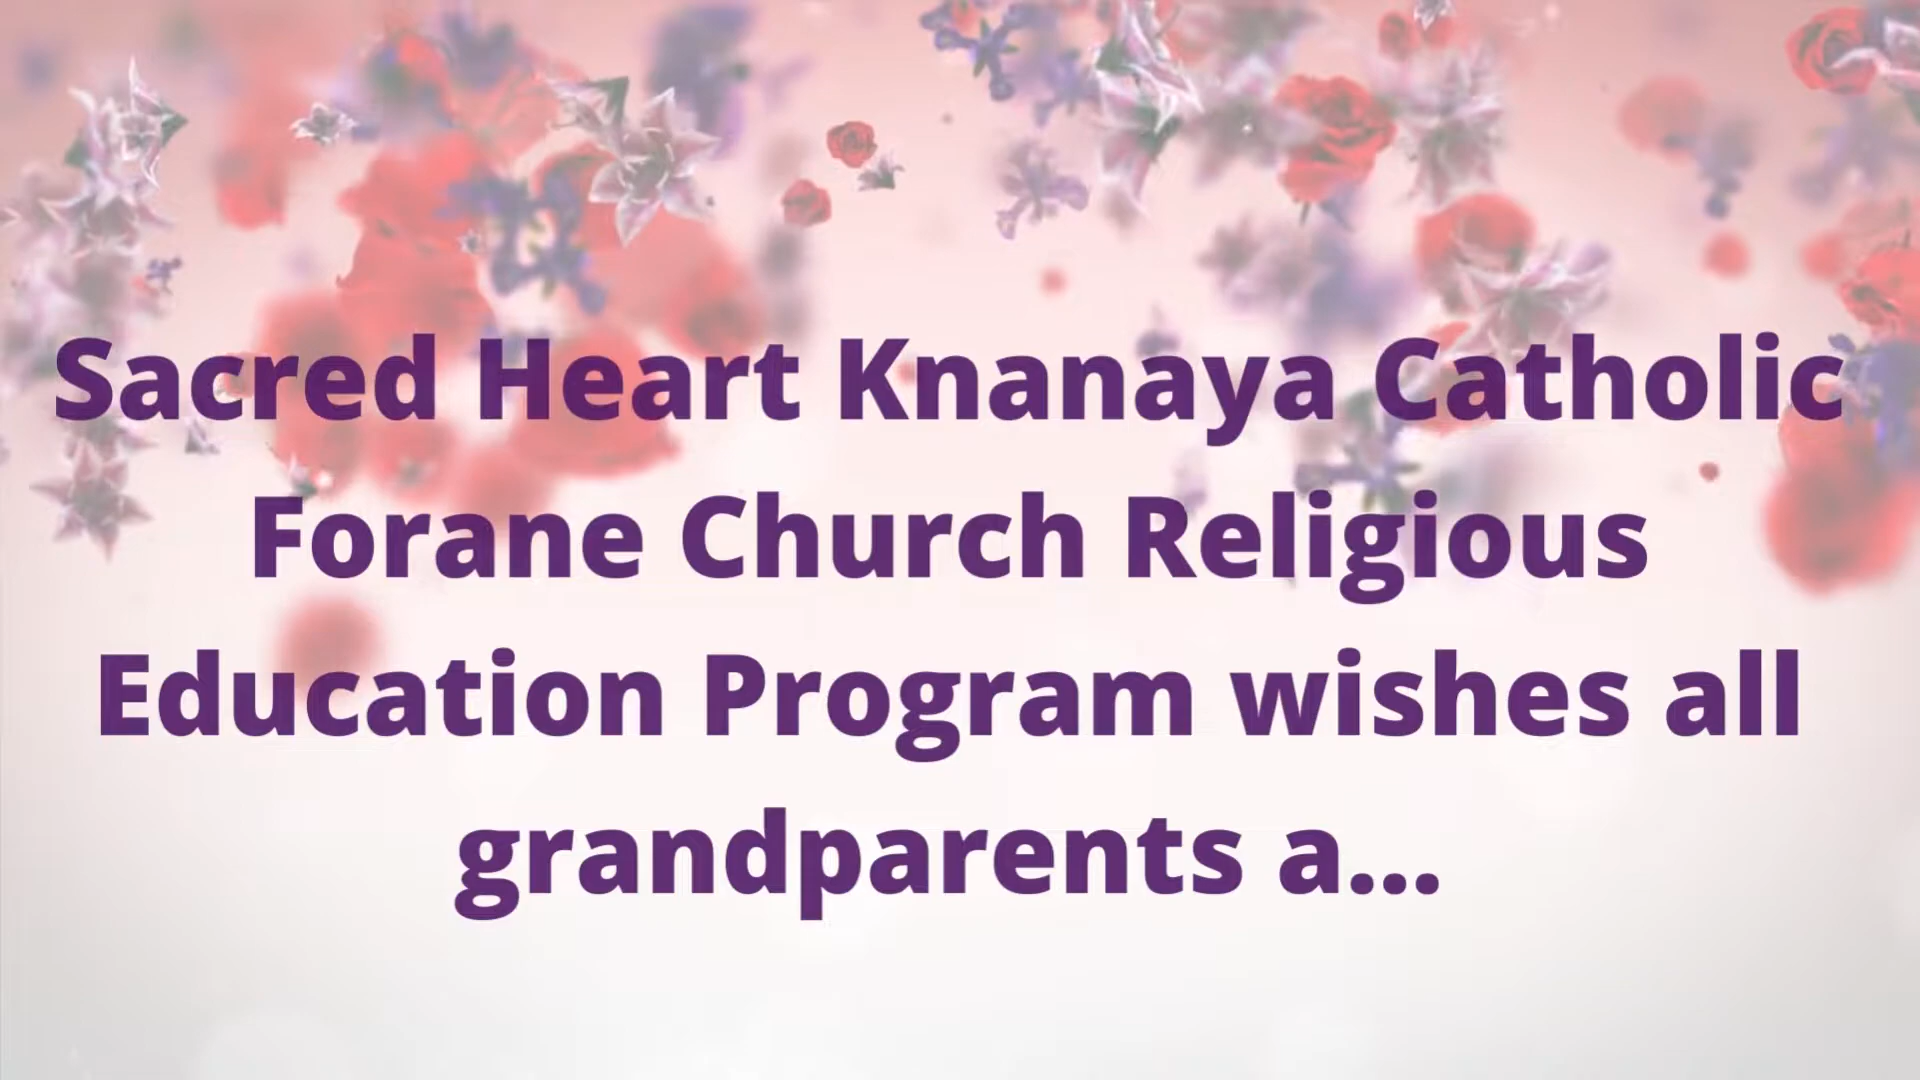 Sacred Heart Knanaya Catholic
Forane Church Religious
Education Program wishes all
grandparents a...